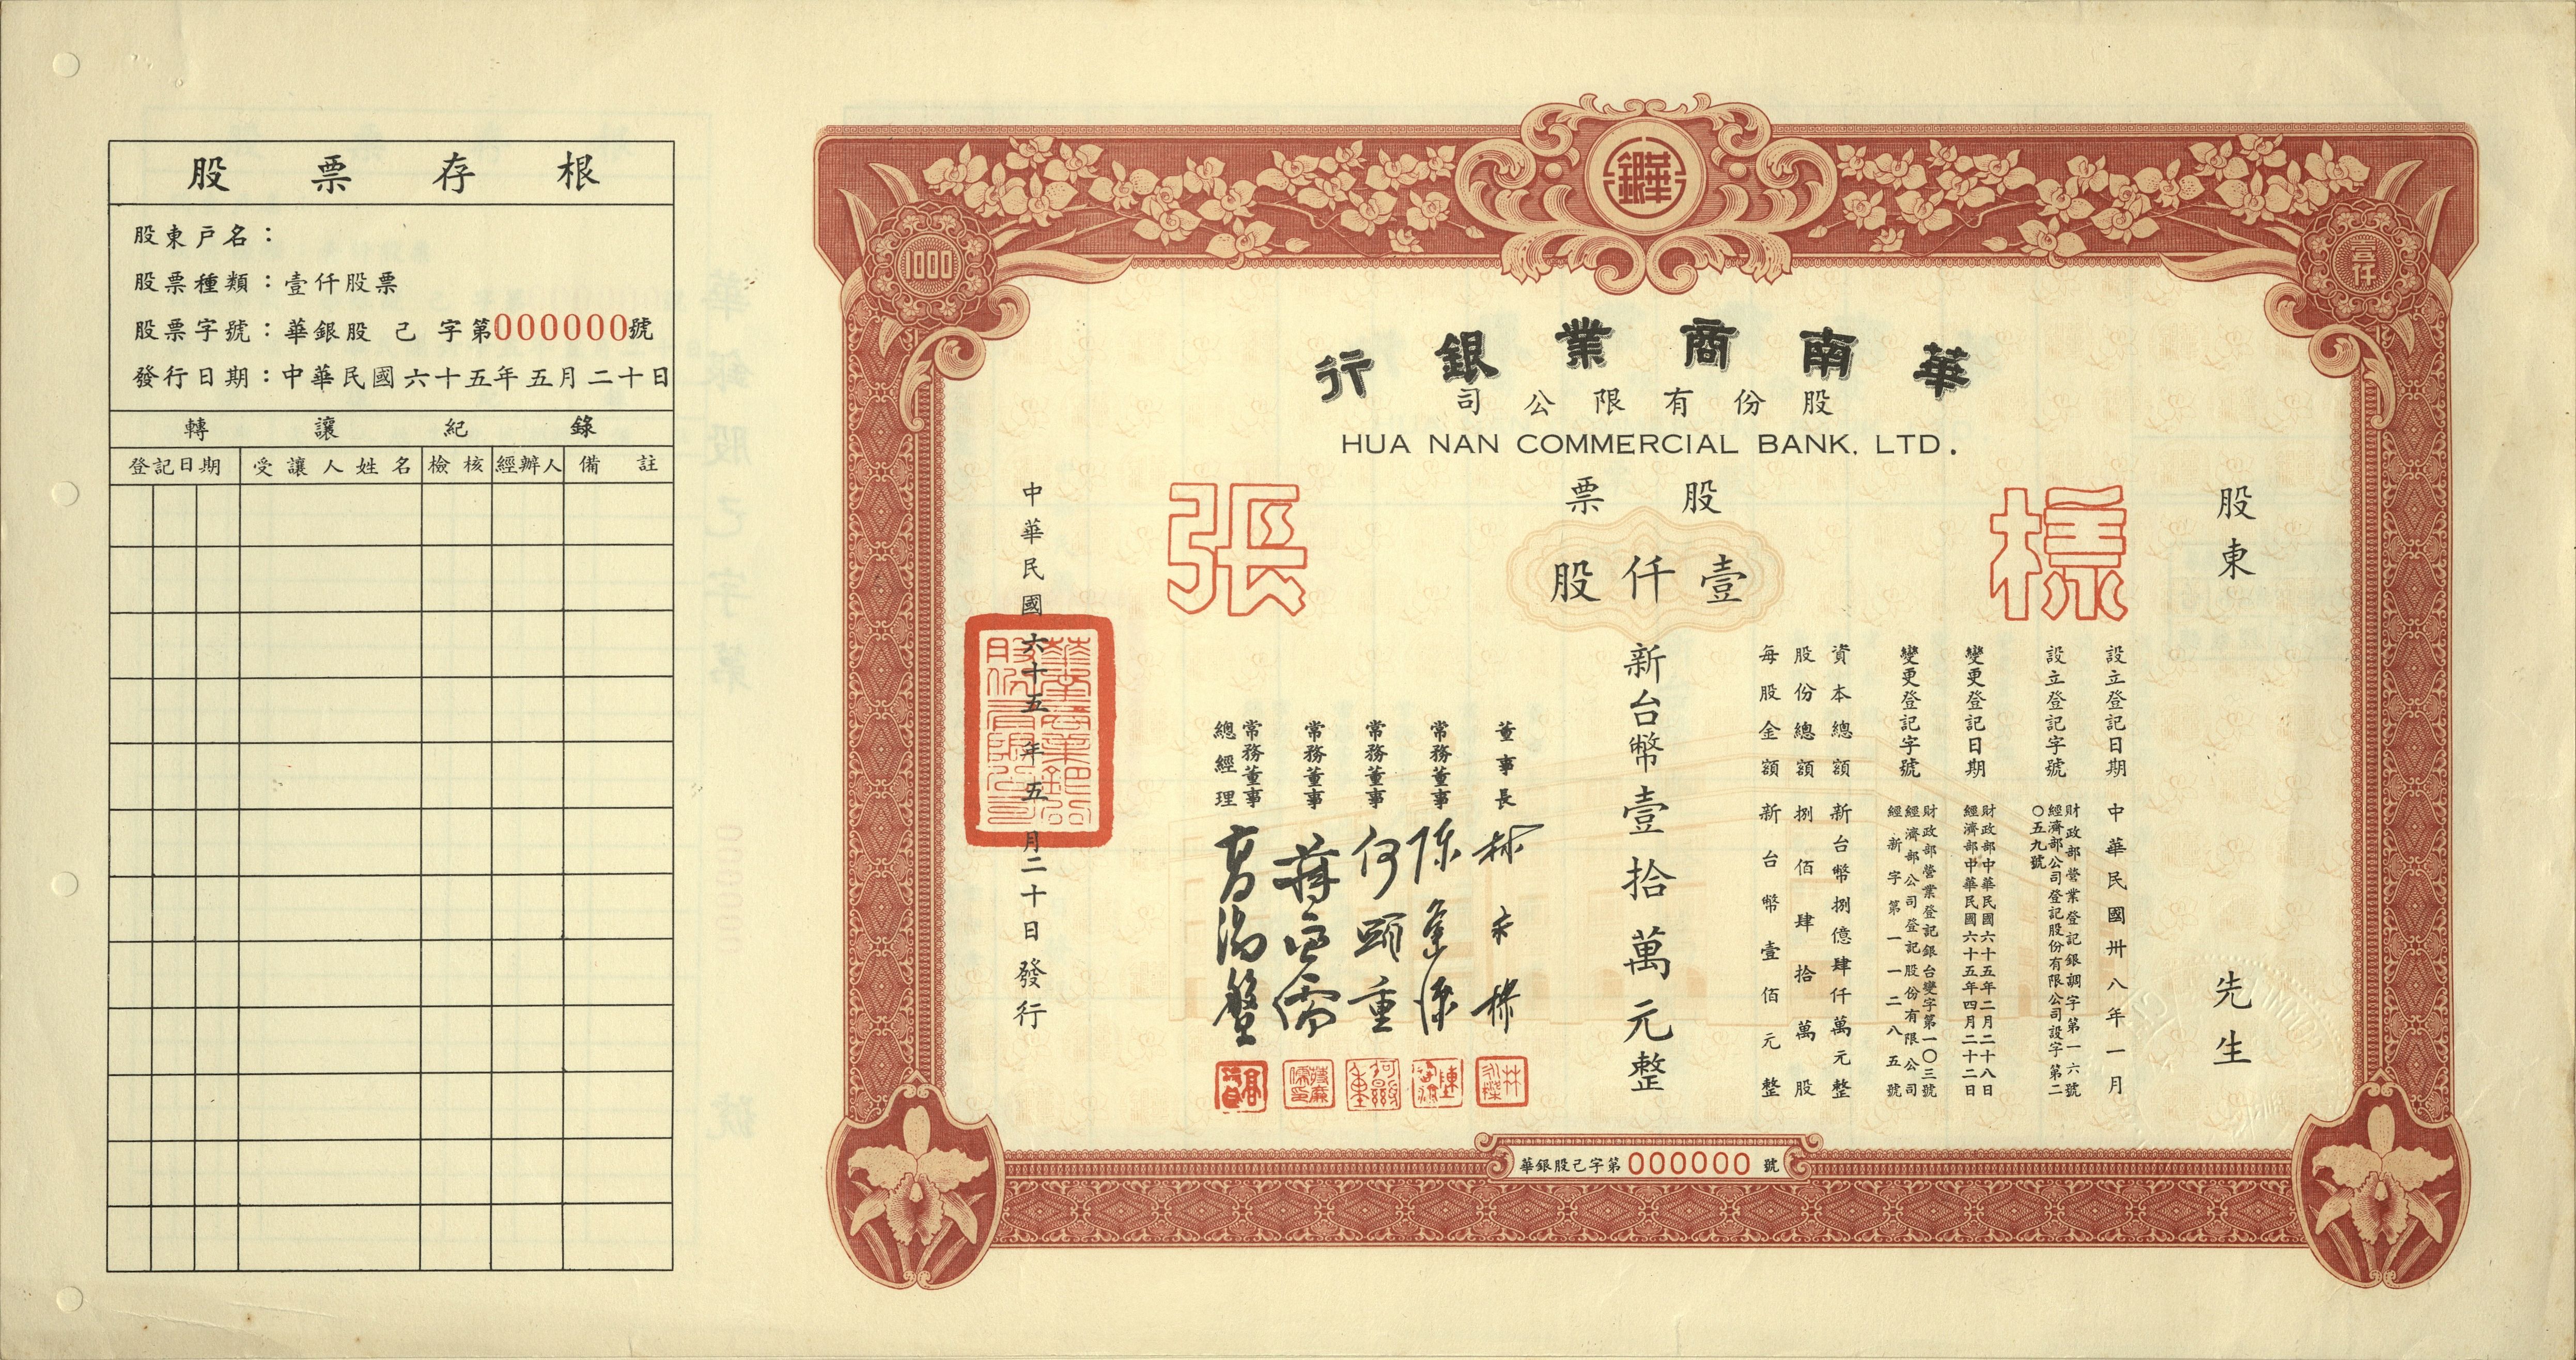 股票存根
股東戶名：
股票種類：壹仟股票
股票字號：華銀股 己 字第000000號
發行日期：中華民國六十五年五月二十日
轉讓紀錄
登記日期 受讓人姓名 檢核 經辦人 備註
1000
華銀
壹仟
華南商業銀行
股份有限公司
HUA NAN COMMERCIAL BANK, LTD.
股票
樣張
壹仟股
股東 先生
設立登記日期 中華民國卅八年一月
設立登記字號 財政部營業登記銀調字第一六號
經濟部公司登記股份有限公司設字第二〇五九號
變更登記日期 財政部中華民國六十五年二月二十八日
經濟部中華民國六十五年四月二十二日
變更登記字號 財政部營業登記銀台變字第一〇三號
經濟部公司登記股份有限公司
經新字第一一二八五號
資本總額 新台幣捌億肆仟萬元整
股份總額 捌佰肆拾萬股
每股金額 新台幣壹佰元整
新台幣壹拾萬元整
董事長
常務董事
常務董事 何顯重
常務董事
常務董事
總經理
中華民國六十五年五月二十日發行
華銀股己字第000000號